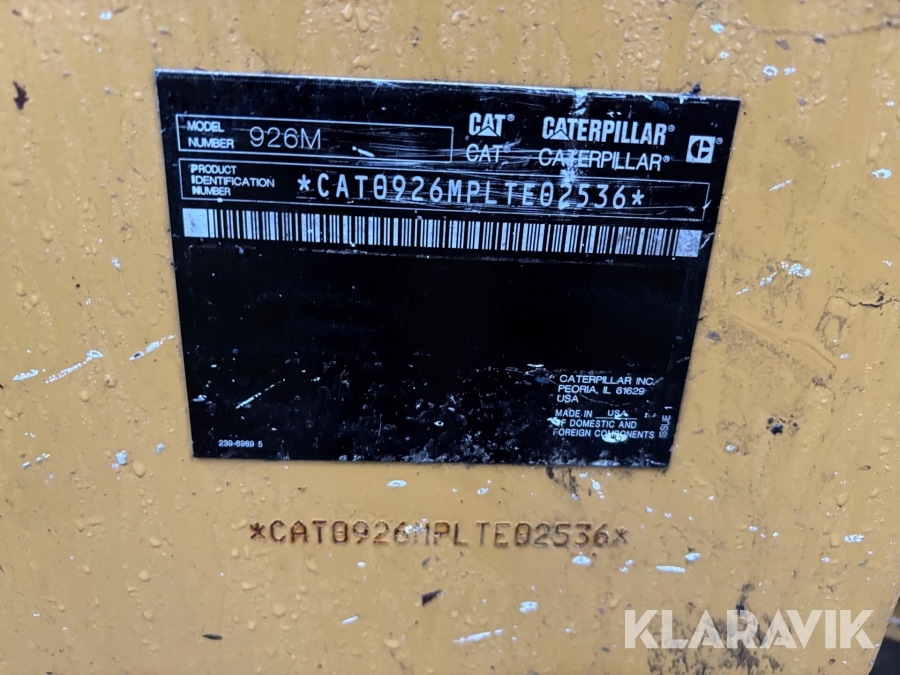 MODEL NUMBER 926M
CAT® CATERPILLAR®
CAT® CATERPILLAR®
PRODUCT
IDENTIFICATION
NUMBER
*CAT0926MPLTE02536*
CATERPILLAR INC.
PEORIA, IL 61629
USA
MADE IN USA
OF DOMESTIC AND
FOREIGN COMPONENTS
ISSUE 1
239-6989 5
*CAT0926MPLTE02536*
KLARAVIK